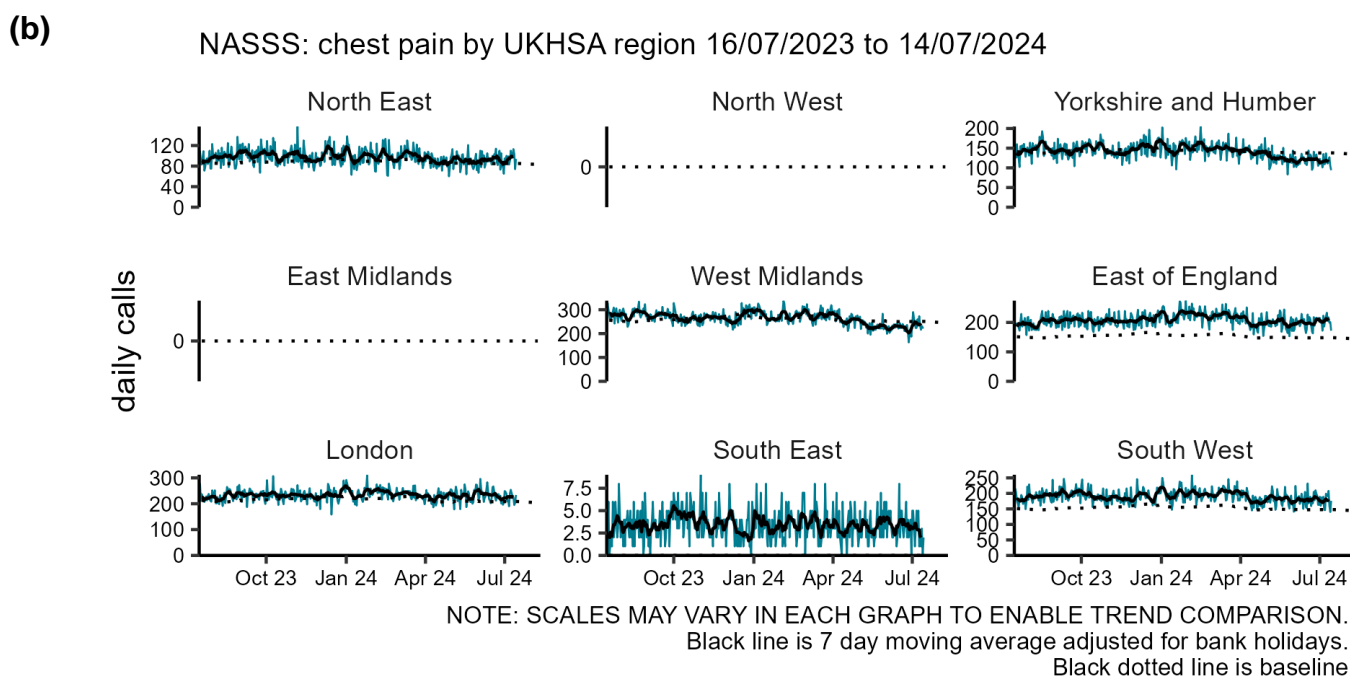 (b)
NASSS: chest pain by UKHSA region 16/07/2023 to 14/07/2024
North East
North West
Yorkshire and Humber
120
80
40
0
0
200
150
100
50
0
daily calls
East Midlands
West Midlands
East of England
0
300
200
100
0
200
100
0
London
South East
South West
300
200
100
0
7.5
5.0
2.5
0.0
250
200
150
100
50
0
Oct 23 Jan 24 Apr 24 Jul 24
Oct 23 Jan 24 Apr 24 Jul 24
Oct 23 Jan 24 Apr 24 Jul 24
NOTE: SCALES MAY VARY IN EACH GRAPH TO ENABLE TREND COMPARISON.
Black line is 7 day moving average adjusted for bank holidays.
Black dotted line is baseline